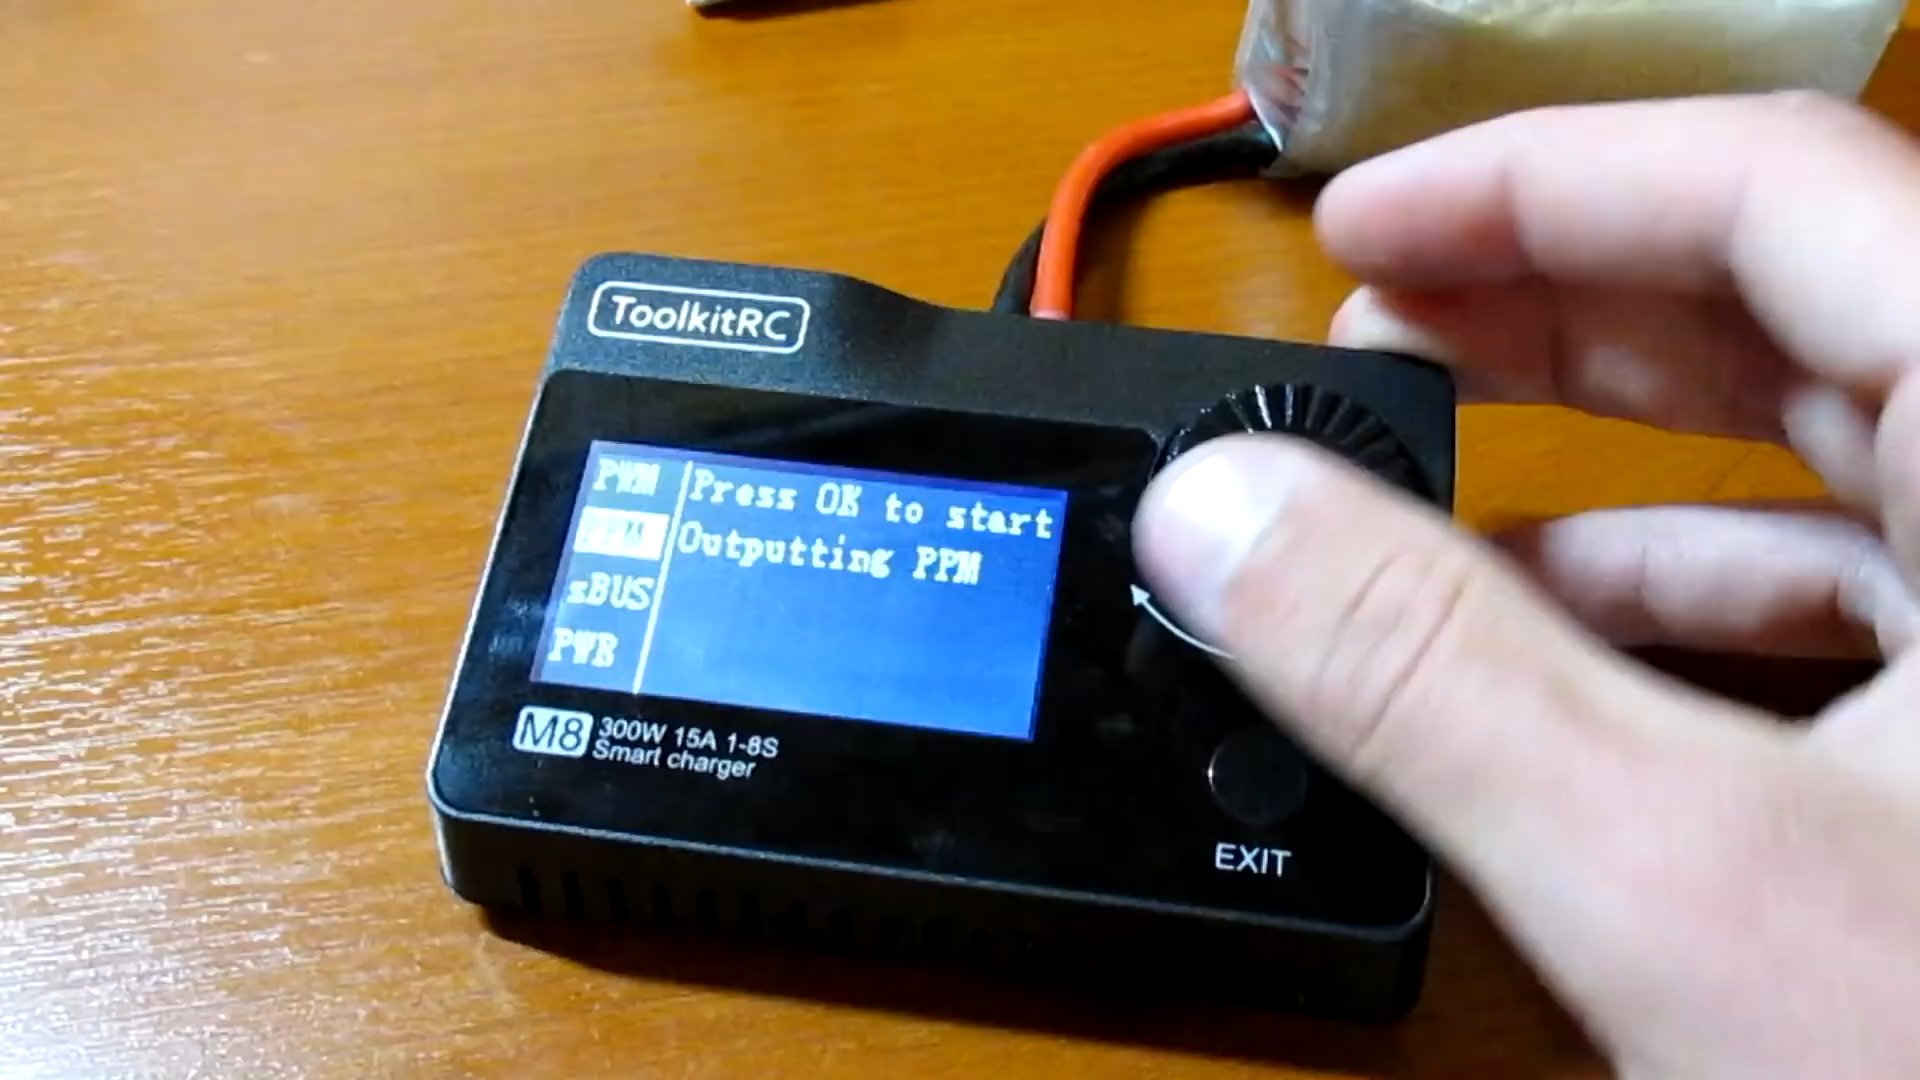 ToolkitRC
PWM
PPM
sBUS
PWR
Press OK to start
Outputting PPM
M8
300W 15A 1-8S
Smart charger
EXIT